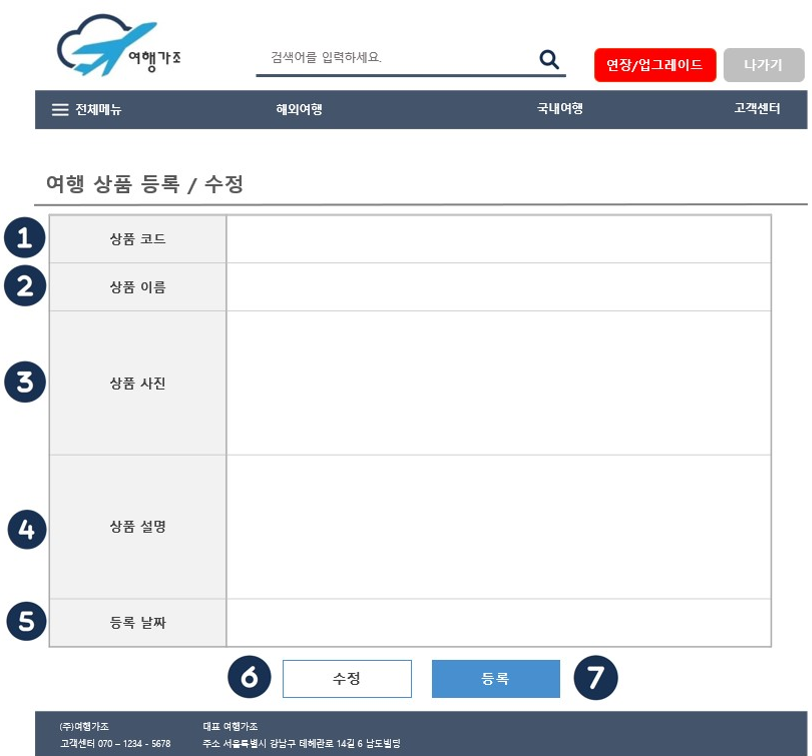 여행가조
검색어를 입력하세요.
연장/업그레이드
나가기
전체메뉴
해외여행
국내여행
고객센터
여행 상품 등록 / 수정
1
상품 코드
2
상품 이름
3
상품 사진
4
상품 설명
5
등록 날짜
6
수정
등록
7
(주)여행가조
대표 여행가조
고객센터 070 – 1234 - 5678
주소 서울특별시 강남구 테헤란로 14길 6 남도빌딩